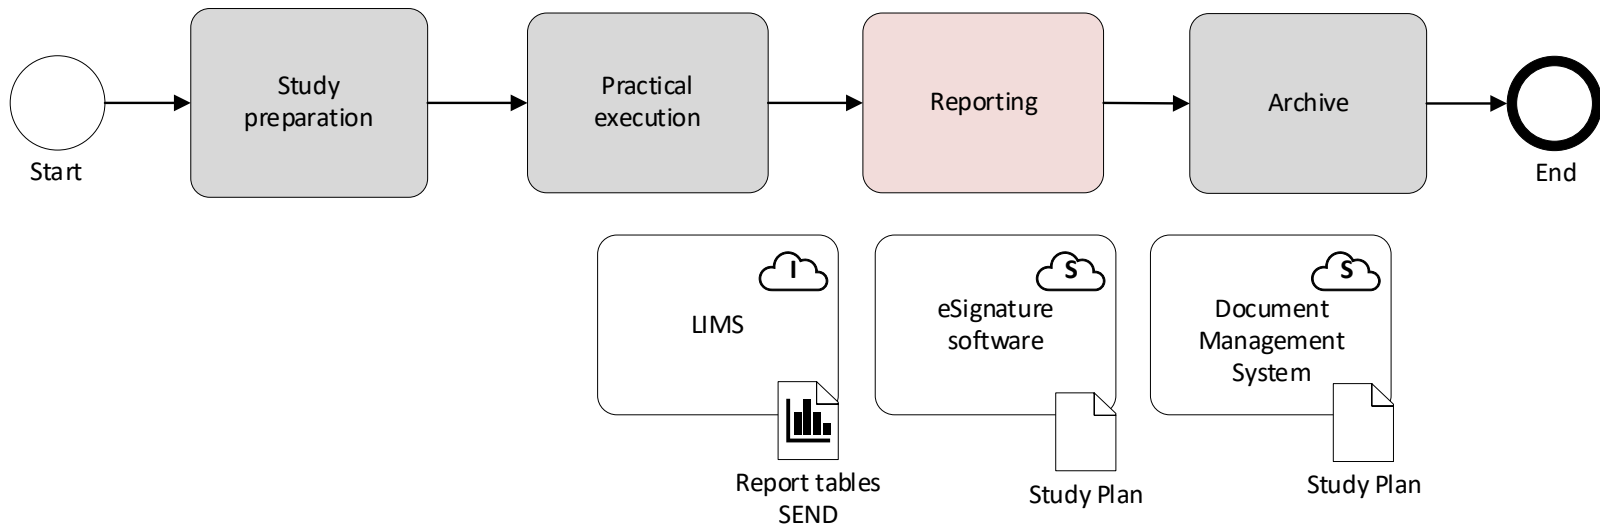 Study
preparation
Practical
execution
Reporting
Archive
Start
End
I
LIMS
S
eSignature
software
S
Document
Management
System
Report tables
SEND
Study Plan
Study Plan